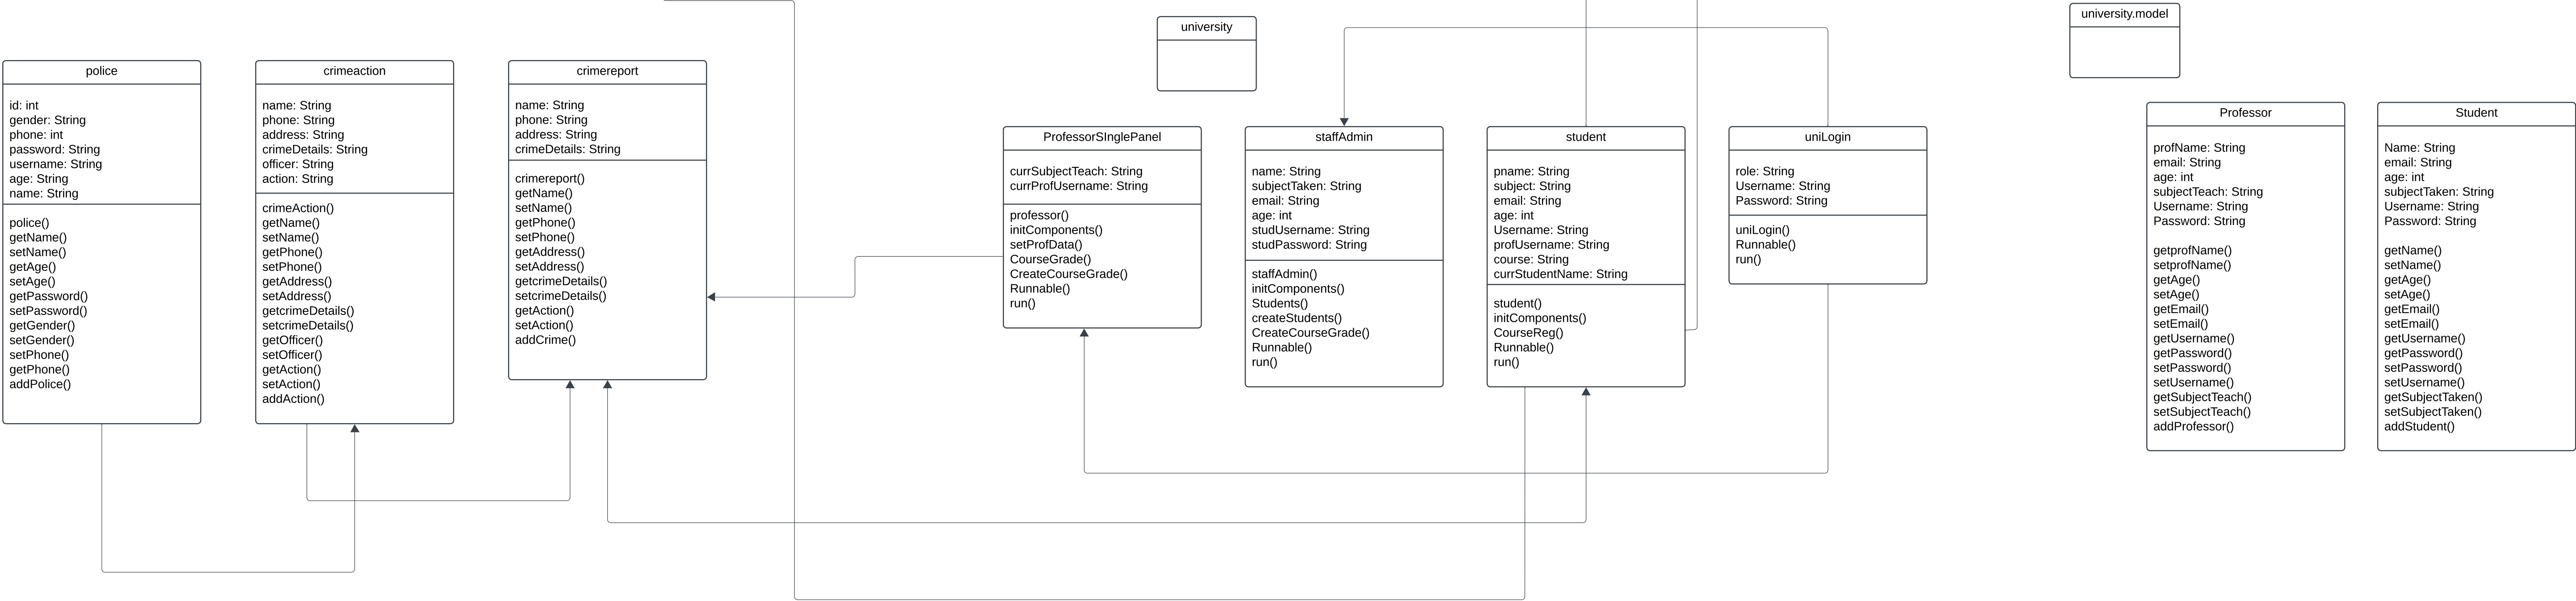 university
university.model
police
id: int
gender: String
phone: int
password: String
username: String
age: String
name: String
police()
getName()
setName()
getAge()
setAge()
getPassword()
setPassword()
getGender()
setGender()
setPhone()
getPhone()
addPolice()
crimeaction
name: String
phone: String
address: String
crimeDetails: String
officer: String
action: String
crimeAction()
getName()
setName()
getPhone()
setPhone()
getAddress()
setAddress()
getcrimeDetails()
setcrimeDetails()
getOfficer()
setOfficer()
getAction()
setAction()
addAction()
crimereport
name: String
phone: String
address: String
crimeDetails: String
crimereport()
getName()
setName()
getPhone()
setPhone()
getAddress()
setAddress()
getcrimeDetails()
setcrimeDetails()
getAction()
setAction()
addCrime()
ProfessorSInglePanel
currSubjectTeach: String
currProfUsername: String
professor()
initComponents()
setProfData()
CourseGrade()
CreateCourseGrade()
Runnable()
run()
staffAdmin
name: String
subjectTaken: String
email: String
age: int
studUsername: String
studPassword: String
staffAdmin()
initComponents()
Students()
createStudents()
CreateCourseGrade()
Runnable()
run()
student
pname: String
subject: String
email: String
age: int
Username: String
profUsername: String
course: String
currStudentName: String
student()
initComponents()
CourseReg()
Runnable()
run()
uniLogin
role: String
Username: String
Password: String
uniLogin()
Runnable()
run()
Professor
profName: String
email: String
age: int
subjectTeach: String
Username: String
Password: String
getprofName()
setprofName()
getAge()
setAge()
getEmail()
setEmail()
getUsername()
getPassword()
setPassword()
setUsername()
getSubjectTeach()
setSubjectTeach()
addProfessor()
Student
Name: String
email: String
age: int
subjectTaken: String
Username: String
Password: String
getName()
setName()
getAge()
setAge()
getEmail()
setEmail()
getUsername()
getPassword()
setPassword()
setUsername()
getSubjectTaken()
setSubjectTaken()
addStudent()